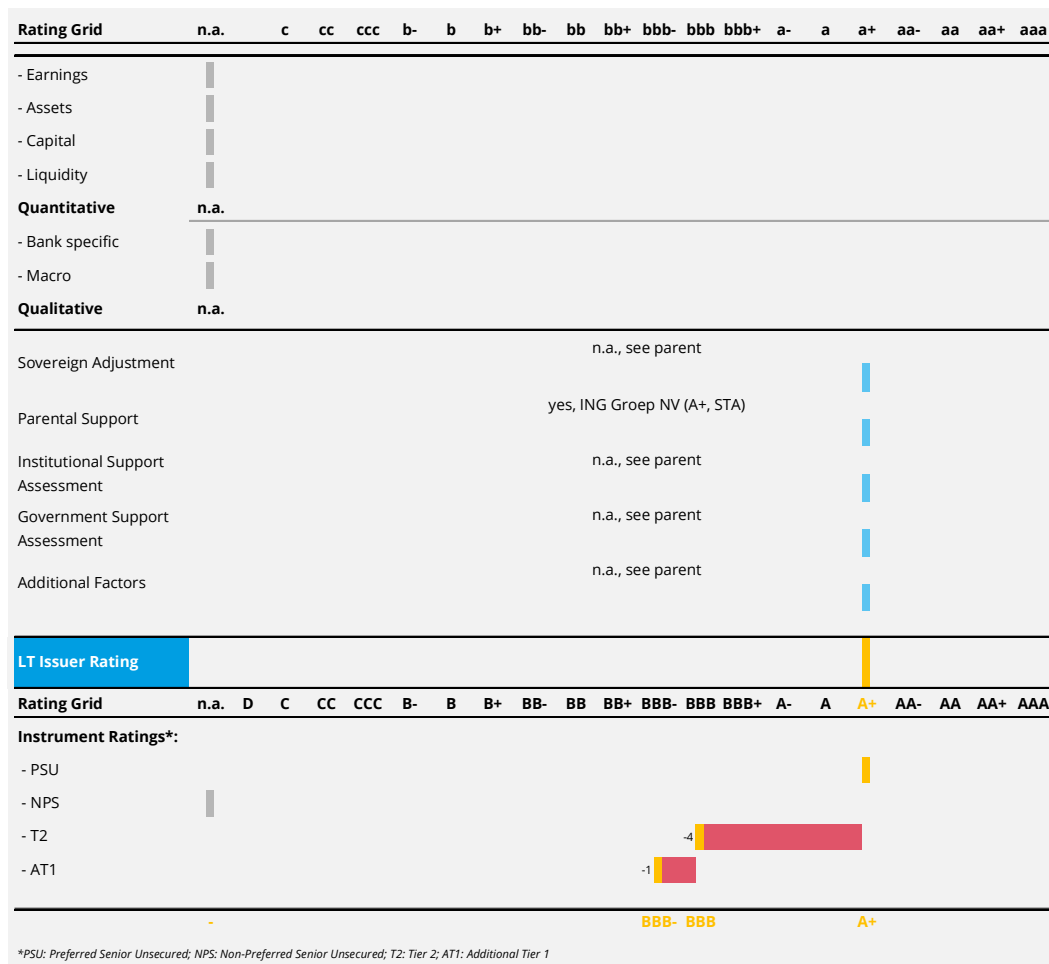 Rating Grid n.a. c cc ccc b- b b+ bb- bb bb+ bbb- bbb bbb+ a- a a+ aa- aa aa+ aaa
- Earnings
- Assets
- Capital
- Liquidity
Quantitative n.a.
- Bank specific
- Macro
Qualitative n.a.
n.a., see parent
Sovereign Adjustment
yes, ING Groep NV (A+, STA)
Parental Support
Institutional Support n.a., see parent
Assessment
Government Support n.a., see parent
Assessment
n.a., see parent
Additional Factors
LT Issuer Rating
Rating Grid n.a. D C CC CCC B- B B+ BB- BB BB+ BBB- BBB BBB+ A- A A+ AA- AA AA+ AAA
Instrument Ratings*:
- PSU
- NPS
- T2 -4
- AT1 -1
- BBB- BBB A+
*PSU: Preferred Senior Unsecured; NPS: Non-Preferred Senior Unsecured; T2: Tier 2; AT1: Additional Tier 1